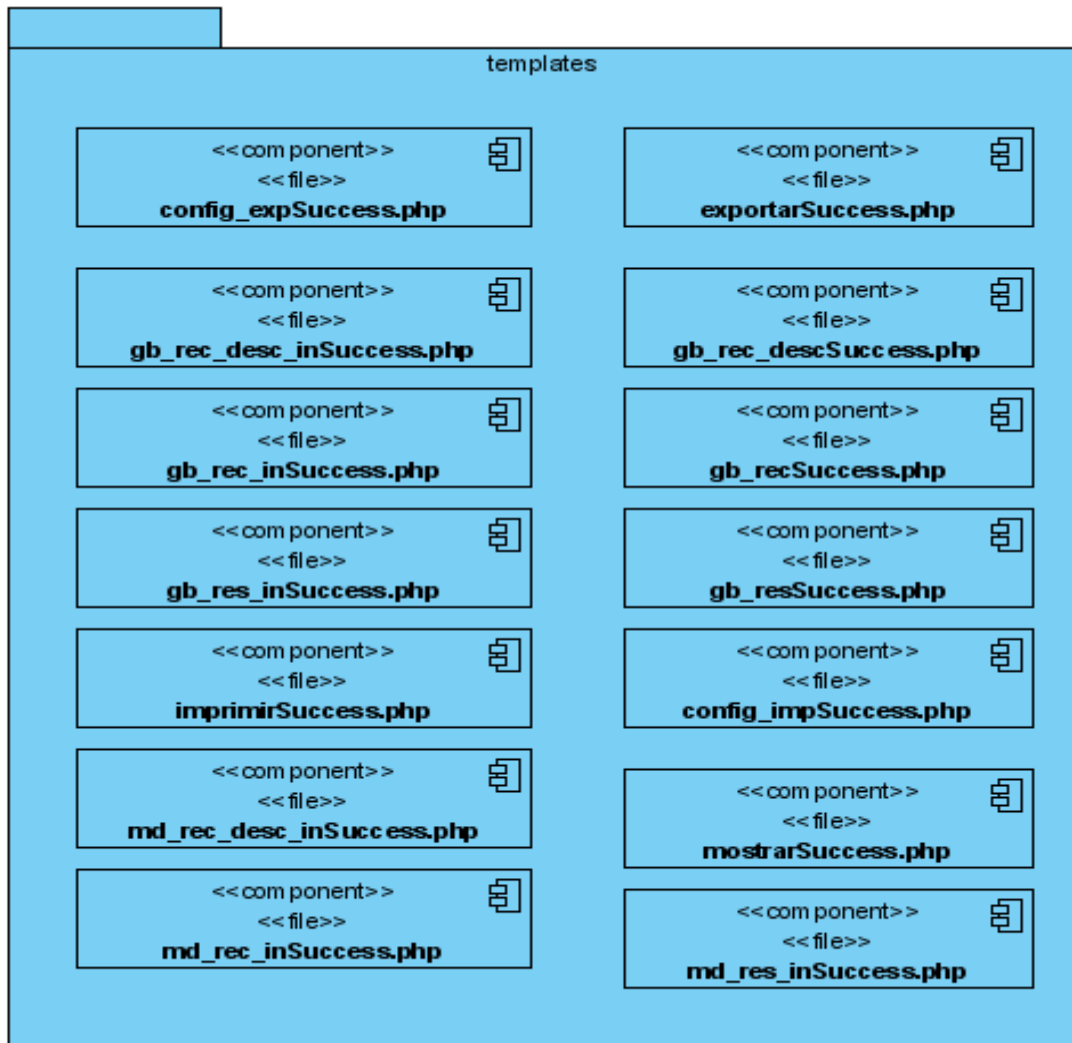 templates
<<component>>
<<file>>
config_expSuccess.php
<<component>>
<<file>>
exportarSuccess.php
<<component>>
<<file>>
gb_rec_desc_inSuccess.php
<<component>>
<<file>>
gb_rec_descSuccess.php
<<component>>
<<file>>
gb_rec_inSuccess.php
<<component>>
<<file>>
gb_recSuccess.php
<<component>>
<<file>>
gb_res_inSuccess.php
<<component>>
<<file>>
gb_resSuccess.php
<<component>>
<<file>>
imprimirSuccess.php
<<component>>
<<file>>
config_impSuccess.php
<<component>>
<<file>>
md_rec_desc_inSuccess.php
<<component>>
<<file>>
mostrarSuccess.php
<<component>>
<<file>>
md_rec_inSuccess.php
<<component>>
<<file>>
md_res_inSuccess.php